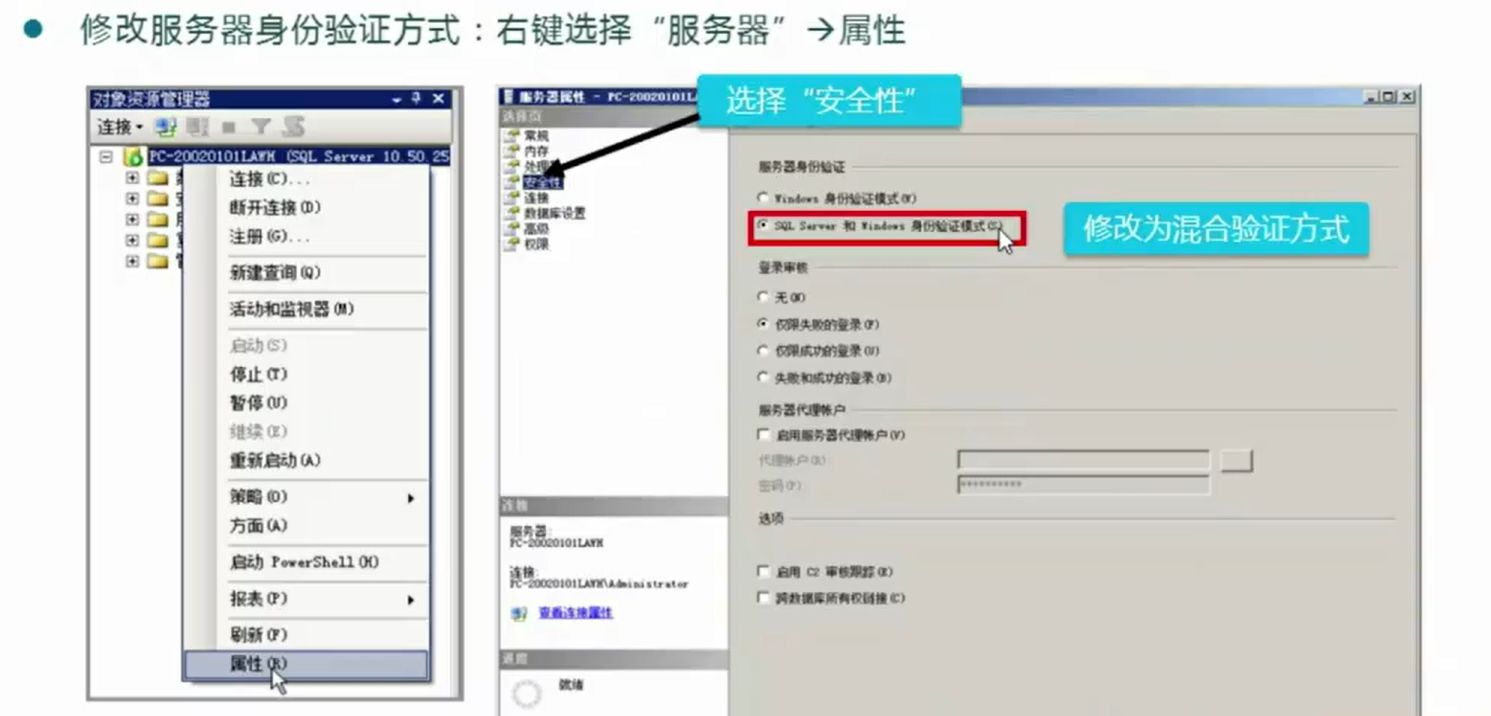 修改服务器身份验证方式：右键选择“服务器”→属性
对象资源管理器
连接
PC-20020101LAWH (SQL Server 10.50.25
连接(C)...
断开连接(D)
注册(G)...
新建查询(Q)
活动和监视器(M)
启动(S)
停止(T)
暂停(U)
继续(E)
重新启动(A)
策略(O)
方面(A)
启动 PowerShell(H)
报表(P)
刷新(F)
属性(R)
服务器属性 - PC-20020101L
选择“安全性”
选择页
常规
内存
处理
安全性
连接
数据库设置
高级
权限
服务器身份验证
Windows 身份验证模式(W)
SQL Server 和 Windows 身份验证模式(S)
修改为混合验证方式
登录审核
无(N)
仅限失败的登录(F)
仅限成功的登录(U)
失败和成功的登录(B)
服务器代理帐户
启用服务器代理帐户(V)
代理帐户(R)
密码(P)
**********
选项
启用 C2 审核跟踪(E)
跨数据库所有权链接(C)
连接
服务器:
PC-20020101LAWH
连接:
PC-20020101LAWH\Administrator
查看连接属性
进度
就绪